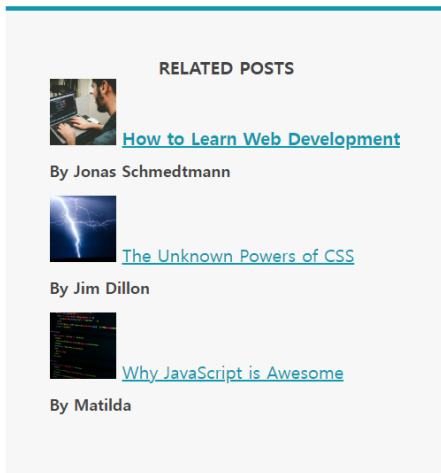 RELATED POSTS
How to Learn Web Development
By Jonas Schmedtmann
The Unknown Powers of CSS
By Jim Dillon
Why JavaScript is Awesome
By Matilda